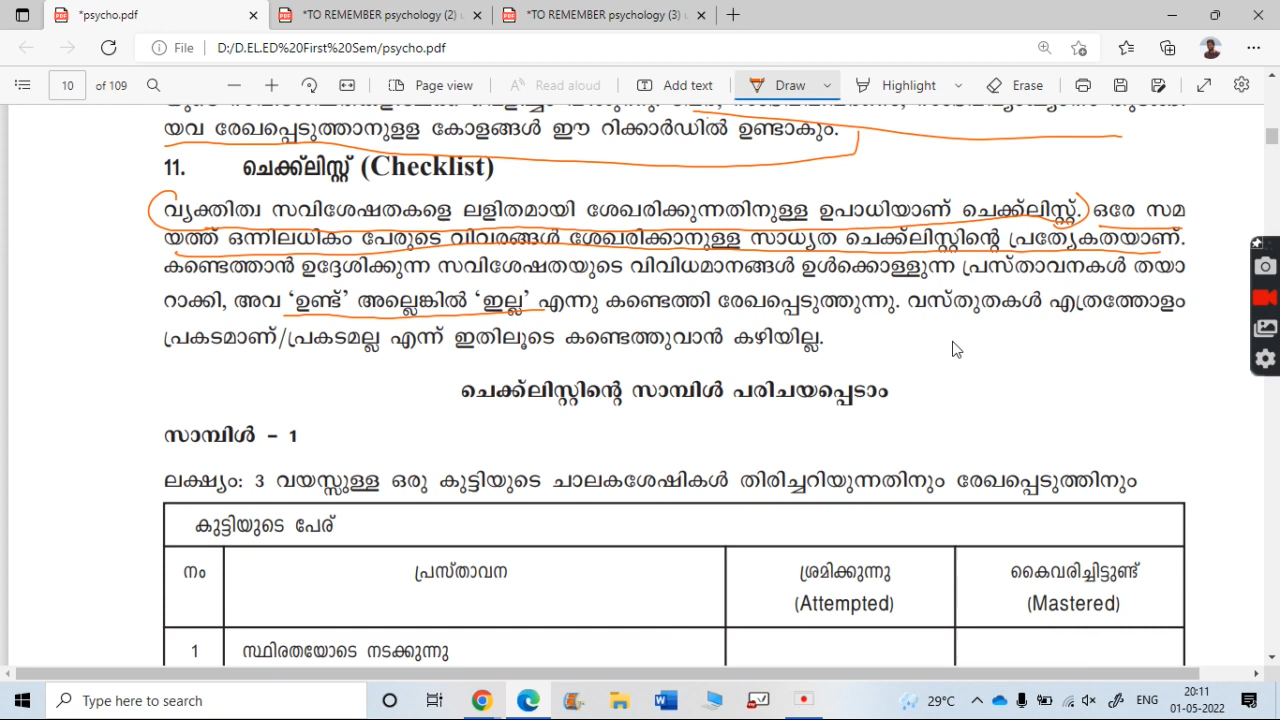 *psycho.pdf
*TO REMEMBER psychology (2)
*TO REMEMBER psychology (3)
File D:/D.EL.ED%20First%20Sem/psycho.pdf
10 of 109 Page view Read aloud Add text Draw Highlight Erase
യവ രേഖപ്പെടുത്താനുള്ള കോളങ്ങൾ ഈ റിക്കാർഡിൽ ഉണ്ടാകും.
11. ചെക്ക്ലിസ്റ്റ് (Checklist)
വ്യക്തിത്വ സവിശേഷതകളെ ലളിതമായി ശേഖരിക്കുന്നതിനുള്ള ഉപാധിയാണ് ചെക്ക്ലിസ്റ്റ്. ഒരേ സമ
യത്ത് ഒന്നിലധികം പേരുടെ വിവരങ്ങൾ ശേഖരിക്കാനുള്ള സാധ്യത ചെക്ക്ലിസ്റ്റിന്റെ പ്രത്യേകതയാണ്.
കണ്ടെത്താൻ ഉദ്ദേശിക്കുന്ന സവിശേഷതയുടെ വിവിധമാനങ്ങൾ ഉൾക്കൊള്ളുന്ന പ്രസ്താവനകൾ തയാ
റാക്കി, അവ ‘ഉണ്ട്’ അല്ലെങ്കിൽ ‘ഇല്ല’ എന്നു കണ്ടെത്തി രേഖപ്പെടുത്തുന്നു. വസ്തുതകൾ എത്രത്തോളം
പ്രകടമാണ്/പ്രകടമല്ല എന്ന് ഇതിലൂടെ കണ്ടെത്തുവാൻ കഴിയില്ല.
ചെക്ക്ലിസ്റ്റിന്റെ സാമ്പിൾ പരിചയപ്പെടാം
സാമ്പിൾ - 1
ലക്ഷ്യം: 3 വയസ്സുള്ള ഒരു കുട്ടിയുടെ ചാലകശേഷികൾ തിരിച്ചറിയുന്നതിനും രേഖപ്പെടുത്തിനും
കുട്ടിയുടെ പേര്
നം പ്രസ്താവന ശ്രമിക്കുന്നു കൈവരിച്ചിട്ടുണ്ട്
(Attempted) (Mastered)
1 സ്ഥിരതയോടെ നടക്കുന്നു
Type here to search 29°C ENG 20:11
01-05-2022